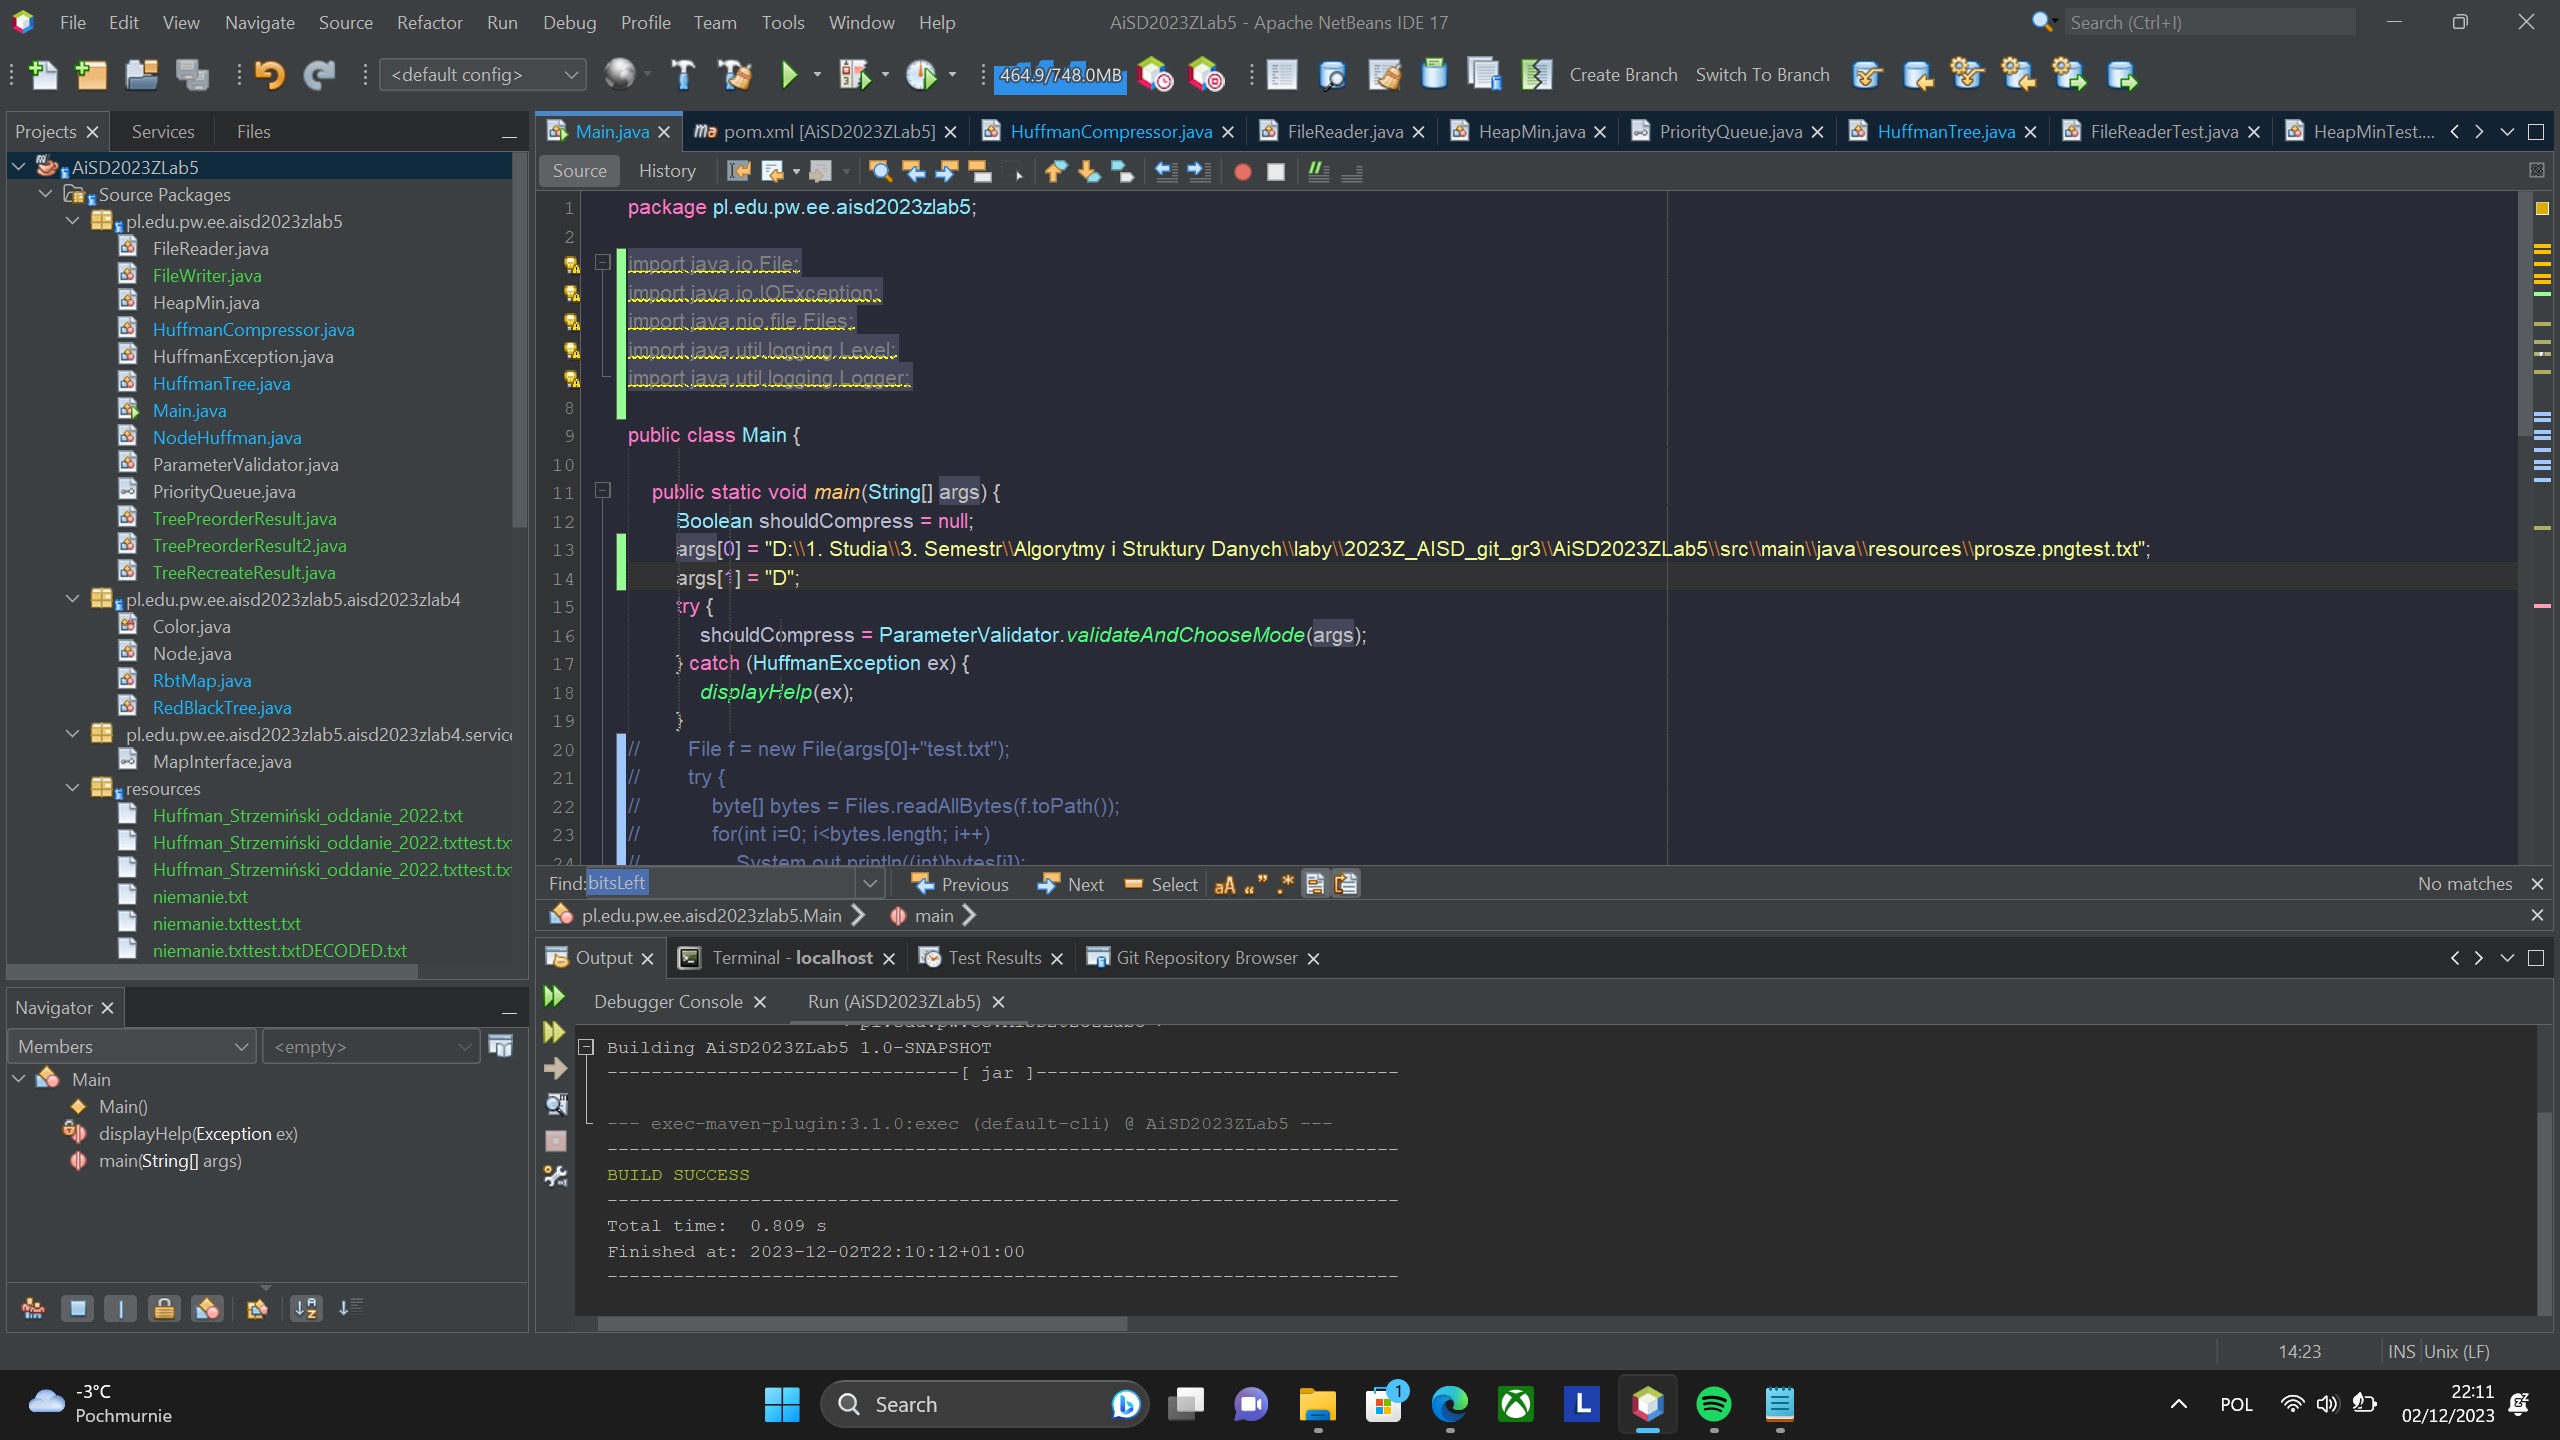 File Edit View Navigate Source Refactor Run Debug Profile Team Tools Window Help
AiSD2023ZLab5 - Apache NetBeans IDE 17
Search (Ctrl+I)
<default config>
464.9/748.0MB
Create Branch Switch To Branch
Projects Services Files
Main.java pom.xml [AiSD2023ZLab5] HuffmanCompressor.java FileReader.java HeapMin.java PriorityQueue.java HuffmanTree.java FileReaderTest.java HeapMinTest....
Source History
AiSD2023ZLab5
Source Packages
pl.edu.pw.ee.aisd2023zlab5
FileReader.java
FileWriter.java
HeapMin.java
HuffmanCompressor.java
HuffmanException.java
HuffmanTree.java
Main.java
NodeHuffman.java
ParameterValidator.java
PriorityQueue.java
TreePreorderResult.java
TreePreorderResult2.java
TreeRecreateResult.java
pl.edu.pw.ee.aisd2023zlab5.aisd2023zlab4
Color.java
Node.java
RbtMap.java
RedBlackTree.java
pl.edu.pw.ee.aisd2023zlab5.aisd2023zlab4.service
MapInterface.java
resources
Huffman_Strzemiński_oddanie_2022.txt
Huffman_Strzemiński_oddanie_2022.txttest.txt
Huffman_Strzemiński_oddanie_2022.txttest.txt
niemanie.txt
niemanie.txttest.txt
niemanie.txttest.txtDECODED.txt
1 package pl.edu.pw.ee.aisd2023zlab5;
2
import java.io.File;
import java.io.IOException;
import java.nio.file.Files;
import java.util.logging.Level;
import java.util.logging.Logger;
8
9 public class Main {
10
11 public static void main(String[] args) {
12 Boolean shouldCompress = null;
13 args[0] = "D:\\1. Studia\\3. Semestr\\Algorytmy i Struktury Danych\\laby\\2023Z_AISD_git_gr3\\AiSD2023ZLab5\\src\\main\\java\\resources\\prosze.pngtest.txt";
14 args[1] = "D";
15 try {
16 shouldCompress = ParameterValidator.validateAndChooseMode(args);
17 } catch (HuffmanException ex) {
18 displayHelp(ex);
19 }
20 // File f = new File(args[0]+"test.txt");
21 // try {
22 // byte[] bytes = Files.readAllBytes(f.toPath());
23 // for(int i=0; i<bytes.length; i++)
24 // System.out.println((int)bytes[i]);
Find: bitsLeft Previous Next Select No matches
pl.edu.pw.ee.aisd2023zlab5.Main main
Output Terminal - localhost Test Results Git Repository Browser
Debugger Console Run (AiSD2023ZLab5)
Building AiSD2023ZLab5 1.0-SNAPSHOT
--------------------------------[ jar ]---------------------------------
--- exec-maven-plugin:3.1.0:exec (default-cli) @ AiSD2023ZLab5 ---
------------------------------------------------------------------------
BUILD SUCCESS
------------------------------------------------------------------------
Total time: 0.809 s
Finished at: 2023-12-02T22:10:12+01:00
------------------------------------------------------------------------
Navigator
Members <empty>
Main
Main()
displayHelp(Exception ex)
main(String[] args)
14:23 INS Unix (LF)
-3°C
Pochmurnie
Search
1
L
POL
22:11
02/12/2023